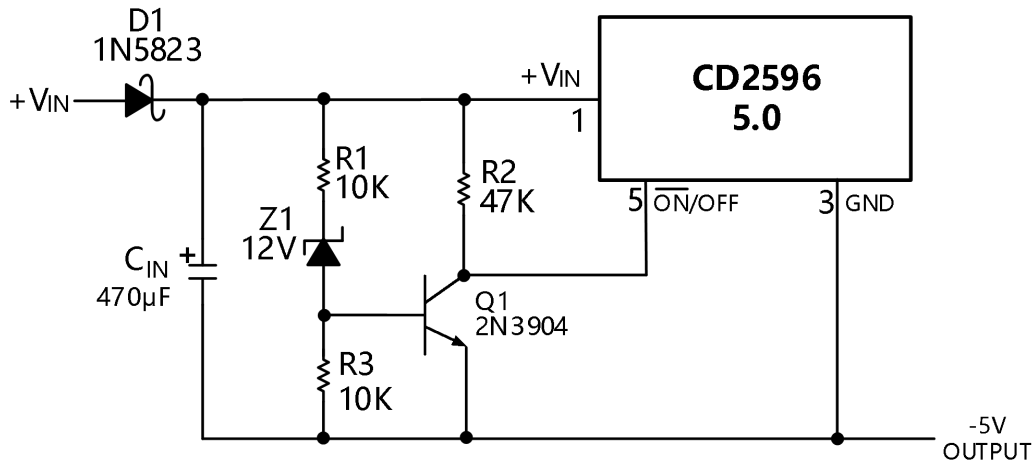 D1
1N5823
+VIN
+VIN
1
CD2596
5.0
R1
10K
R2
47K
5
ON/OFF
3
GND
Z1
12V
CIN
+
470µF
Q1
2N3904
R3
10K
-5V
OUTPUT